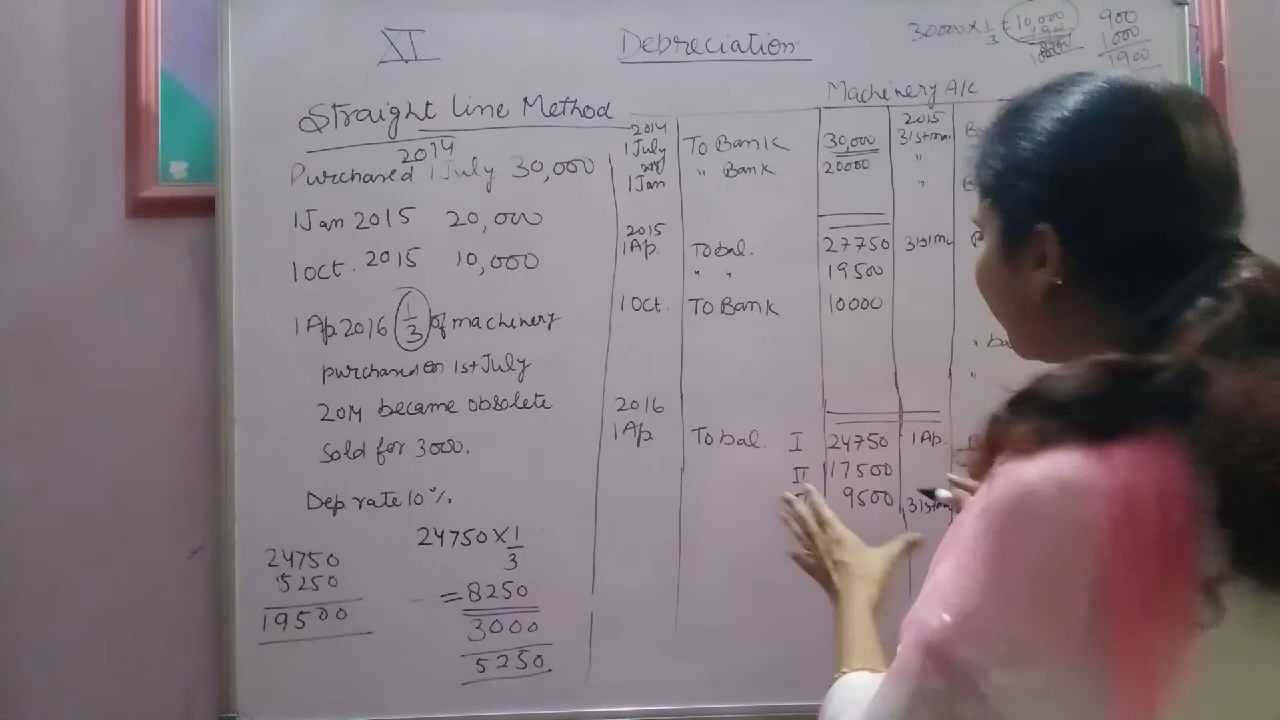 XI
Depreciation
30000 × 1/3 = 10,000
900
1000
1900
Straight Line Method
2014
Purchased 1 July 30,000
1 Jan 2015 20,000
1 Oct. 2015 10,000
1 Ap 2016 1/3 of machinery
purchased on 1st July
2014 became obsolete
Sold for 3000.
Dep rate 10%.
24750
5250
19500
24750 × 1/3
= 8250
3000
5250
Machinery A/c
2014 2015
1 July To Bank 30,000 31st mar
1 Jan " Bank 20000 "
"
2015
1 Ap. To bal. 27750 31st
" " 19500
1 Oct. To Bank 10000
" ba
"
2016
1 Ap To bal. I 24750 1 Ap.
II 17500
9500 31st